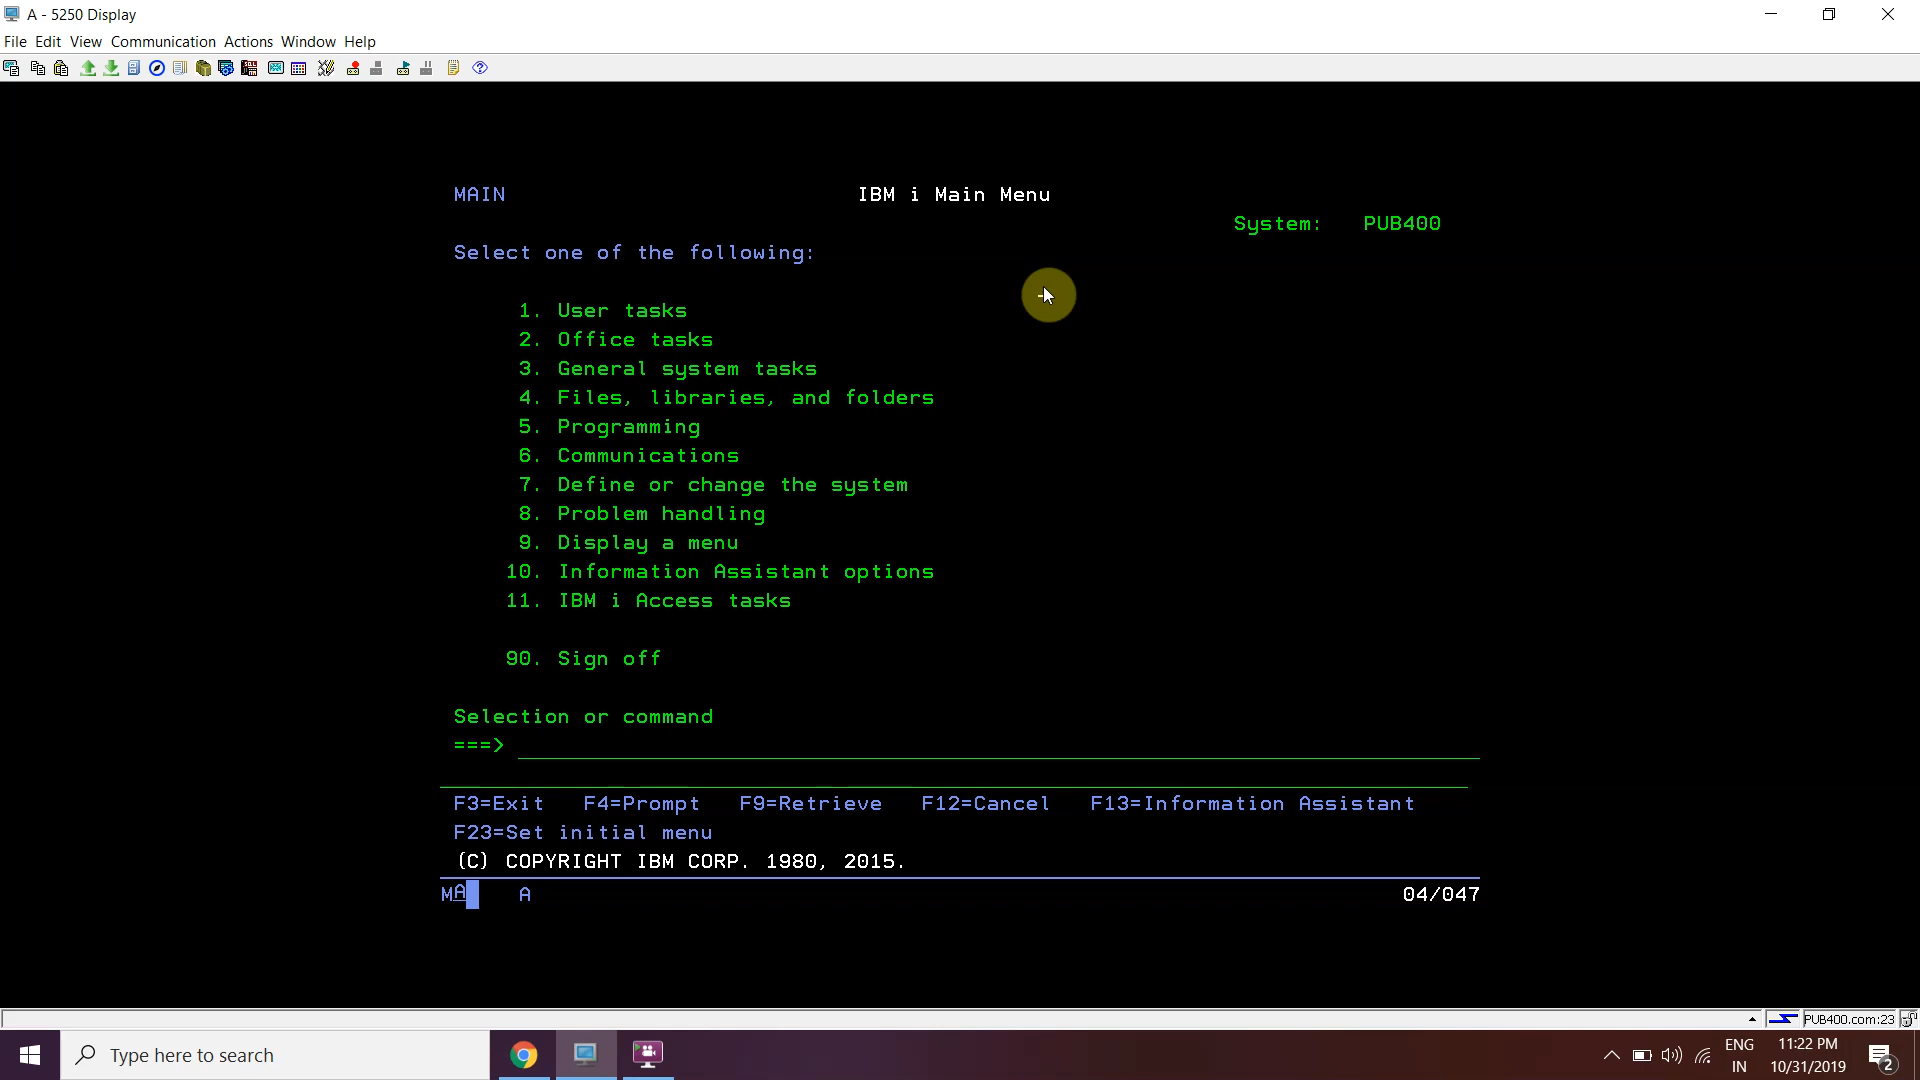 A - 5250 Display
File Edit View Communication Actions Window Help
MAIN IBM i Main Menu
System: PUB400
Select one of the following:
1. User tasks
2. Office tasks
3. General system tasks
4. Files, libraries, and folders
5. Programming
6. Communications
7. Define or change the system
8. Problem handling
9. Display a menu
10. Information Assistant options
11. IBM i Access tasks
90. Sign off
Selection or command
===>
F3=Exit F4=Prompt F9=Retrieve F12=Cancel F13=Information Assistant
F23=Set initial menu
(C) COPYRIGHT IBM CORP. 1980, 2015.
MA A 04/047
PUB400.com:23
Type here to search
ENG
IN
11:22 PM
10/31/2019
2